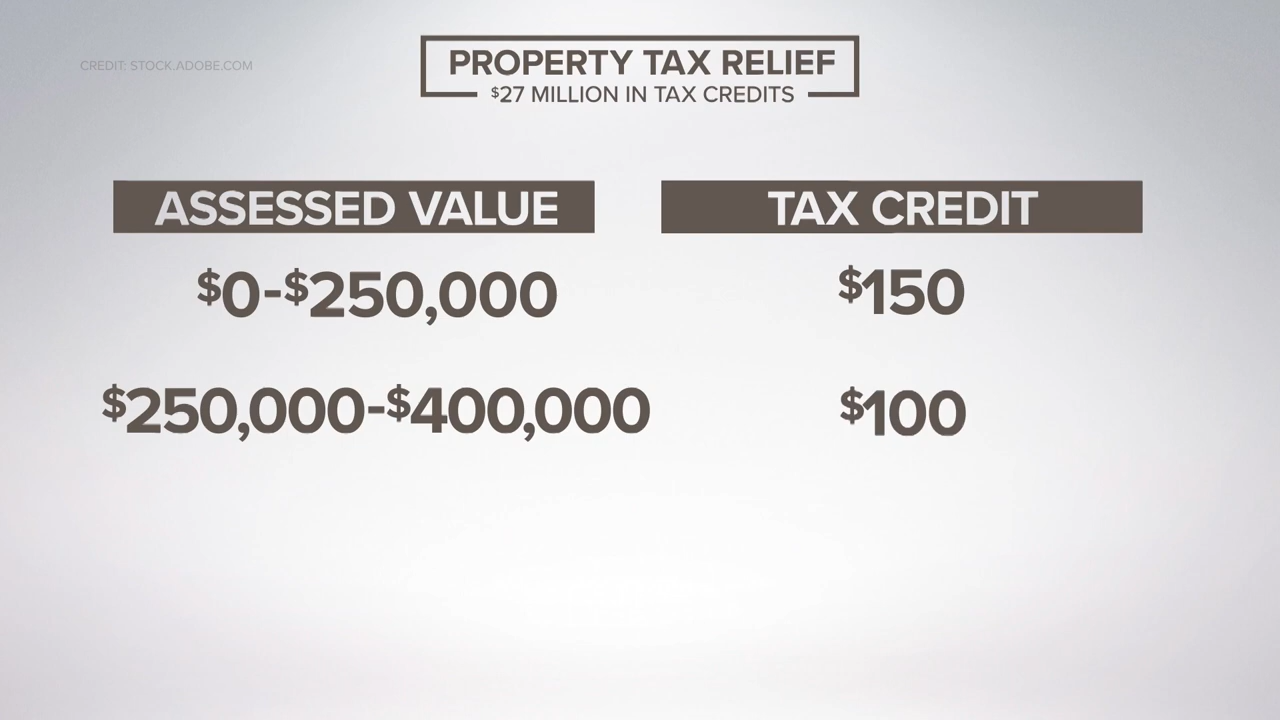 CREDIT: STOCK.ADOBE.COM
PROPERTY TAX RELIEF
$27 MILLION IN TAX CREDITS
ASSESSED VALUE TAX CREDIT
$0-$250,000 $150
$250,000-$400,000 $100